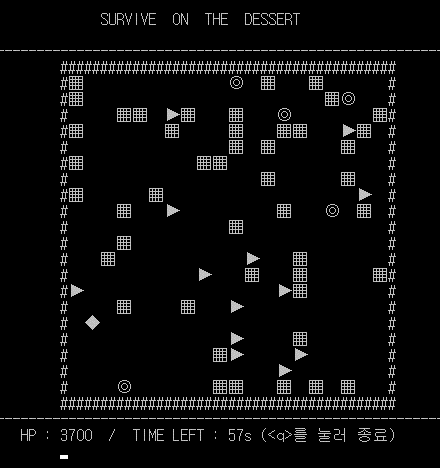 SURVIVE ON THE DESSERT
HP : 3700 / TIME LEFT : 57s (<q>를 눌러 종료)